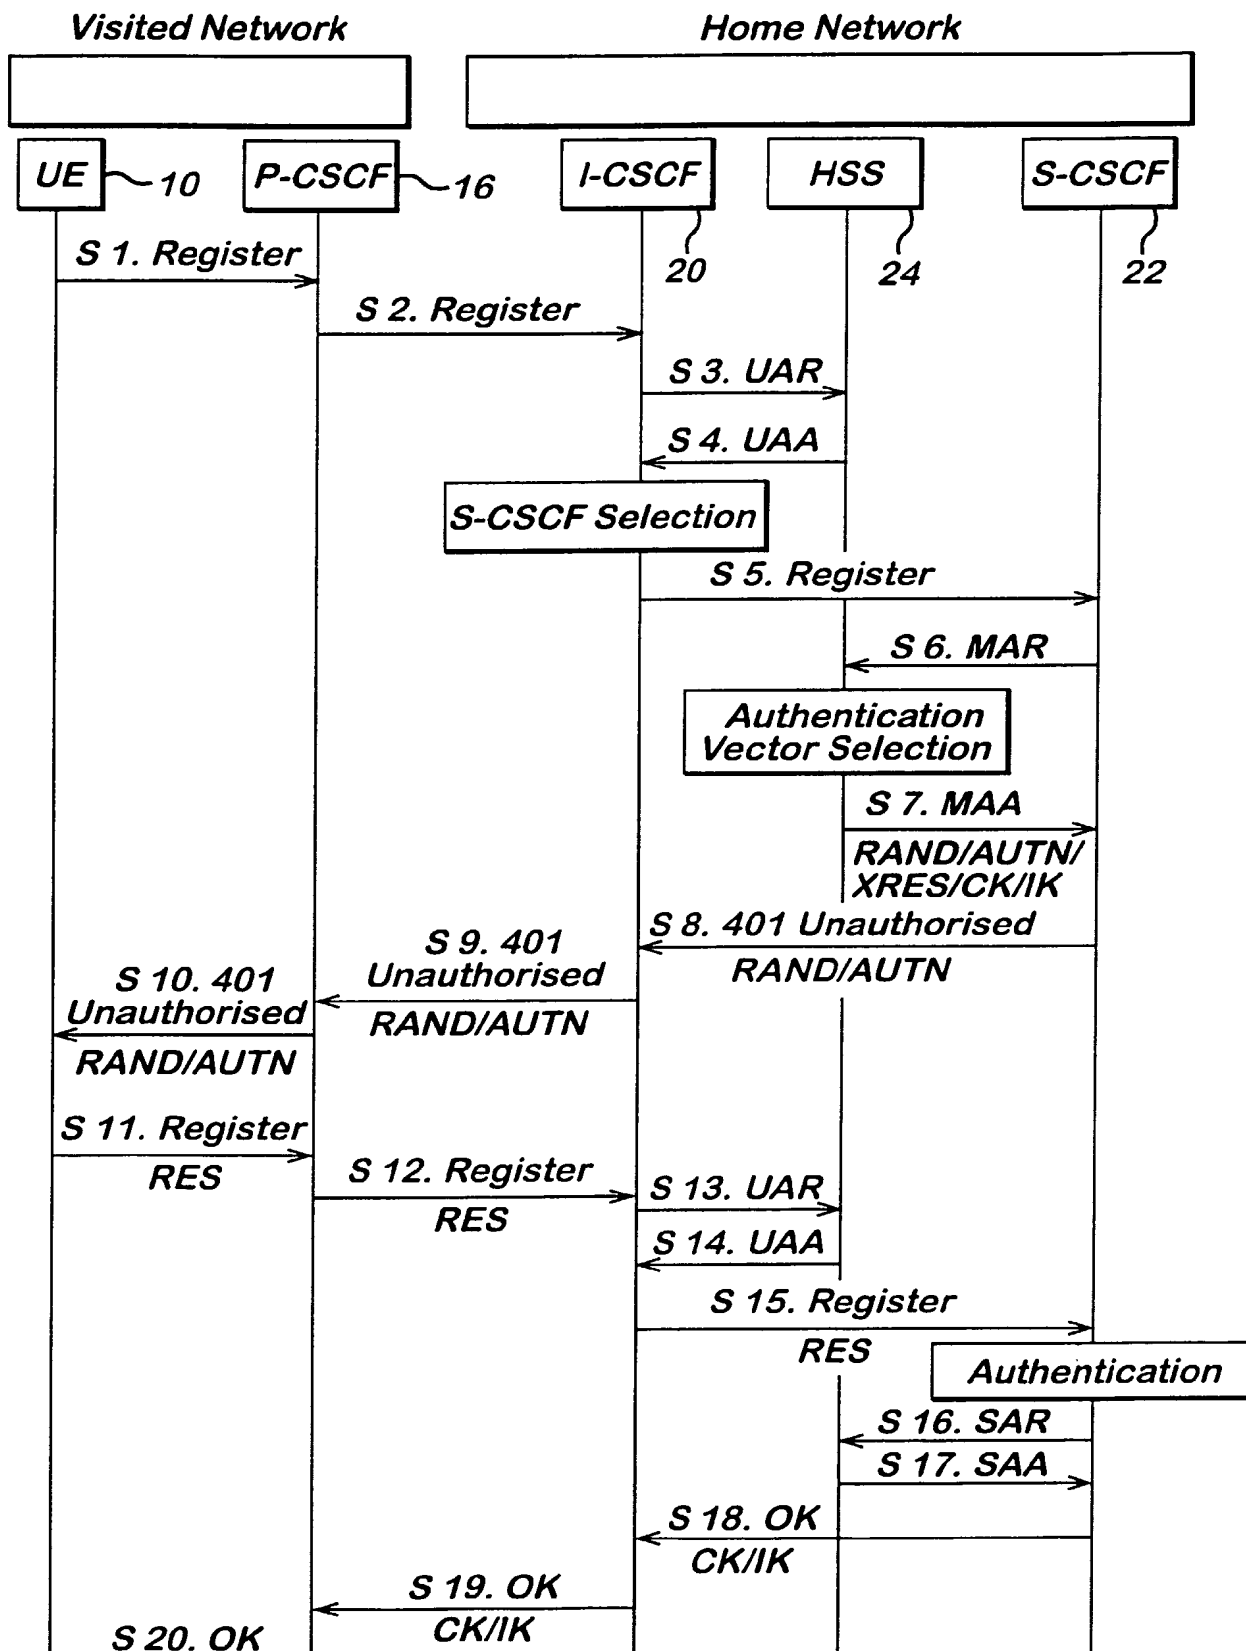 Visited Network
Home Network
UE
10
P-CSCF
16
I-CSCF
HSS
S-CSCF
20
24
22
S 1. Register
S 2. Register
S 3. UAR
S 4. UAA
S-CSCF Selection
S 5. Register
S 6. MAR
Authentication
Vector Selection
S 7. MAA
RAND/AUTN/
XRES/CK/IK
S 8. 401 Unauthorised
RAND/AUTN
S 9. 401
Unauthorised
RAND/AUTN
S 10. 401
Unauthorised
RAND/AUTN
S 11. Register
RES
S 12. Register
RES
S 13. UAR
S 14. UAA
S 15. Register
RES
Authentication
S 16. SAR
S 17. SAA
S 18. OK
CK/IK
S 19. OK
CK/IK
S 20. OK